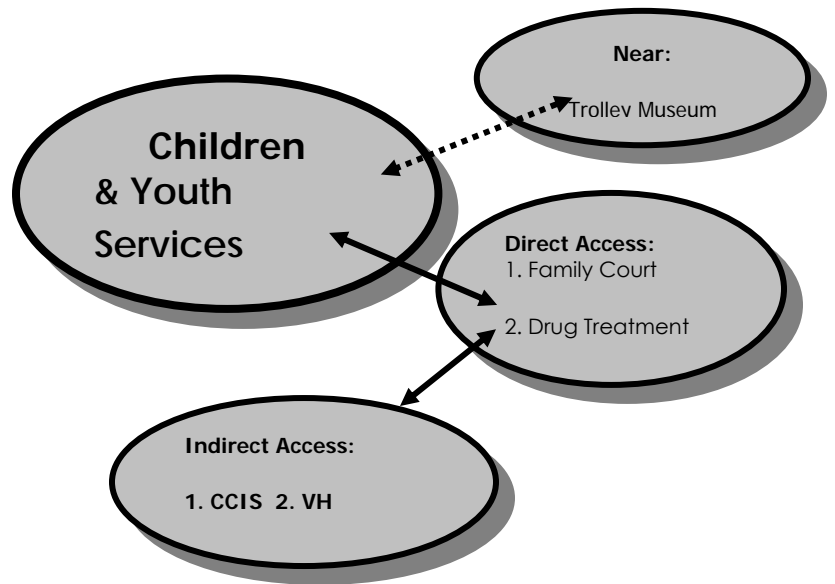 Near:
Trollev Museum
Children
& Youth
Services
Direct Access:
1. Family Court
2. Drug Treatment
Indirect Access:
1. CCIS 2. VH